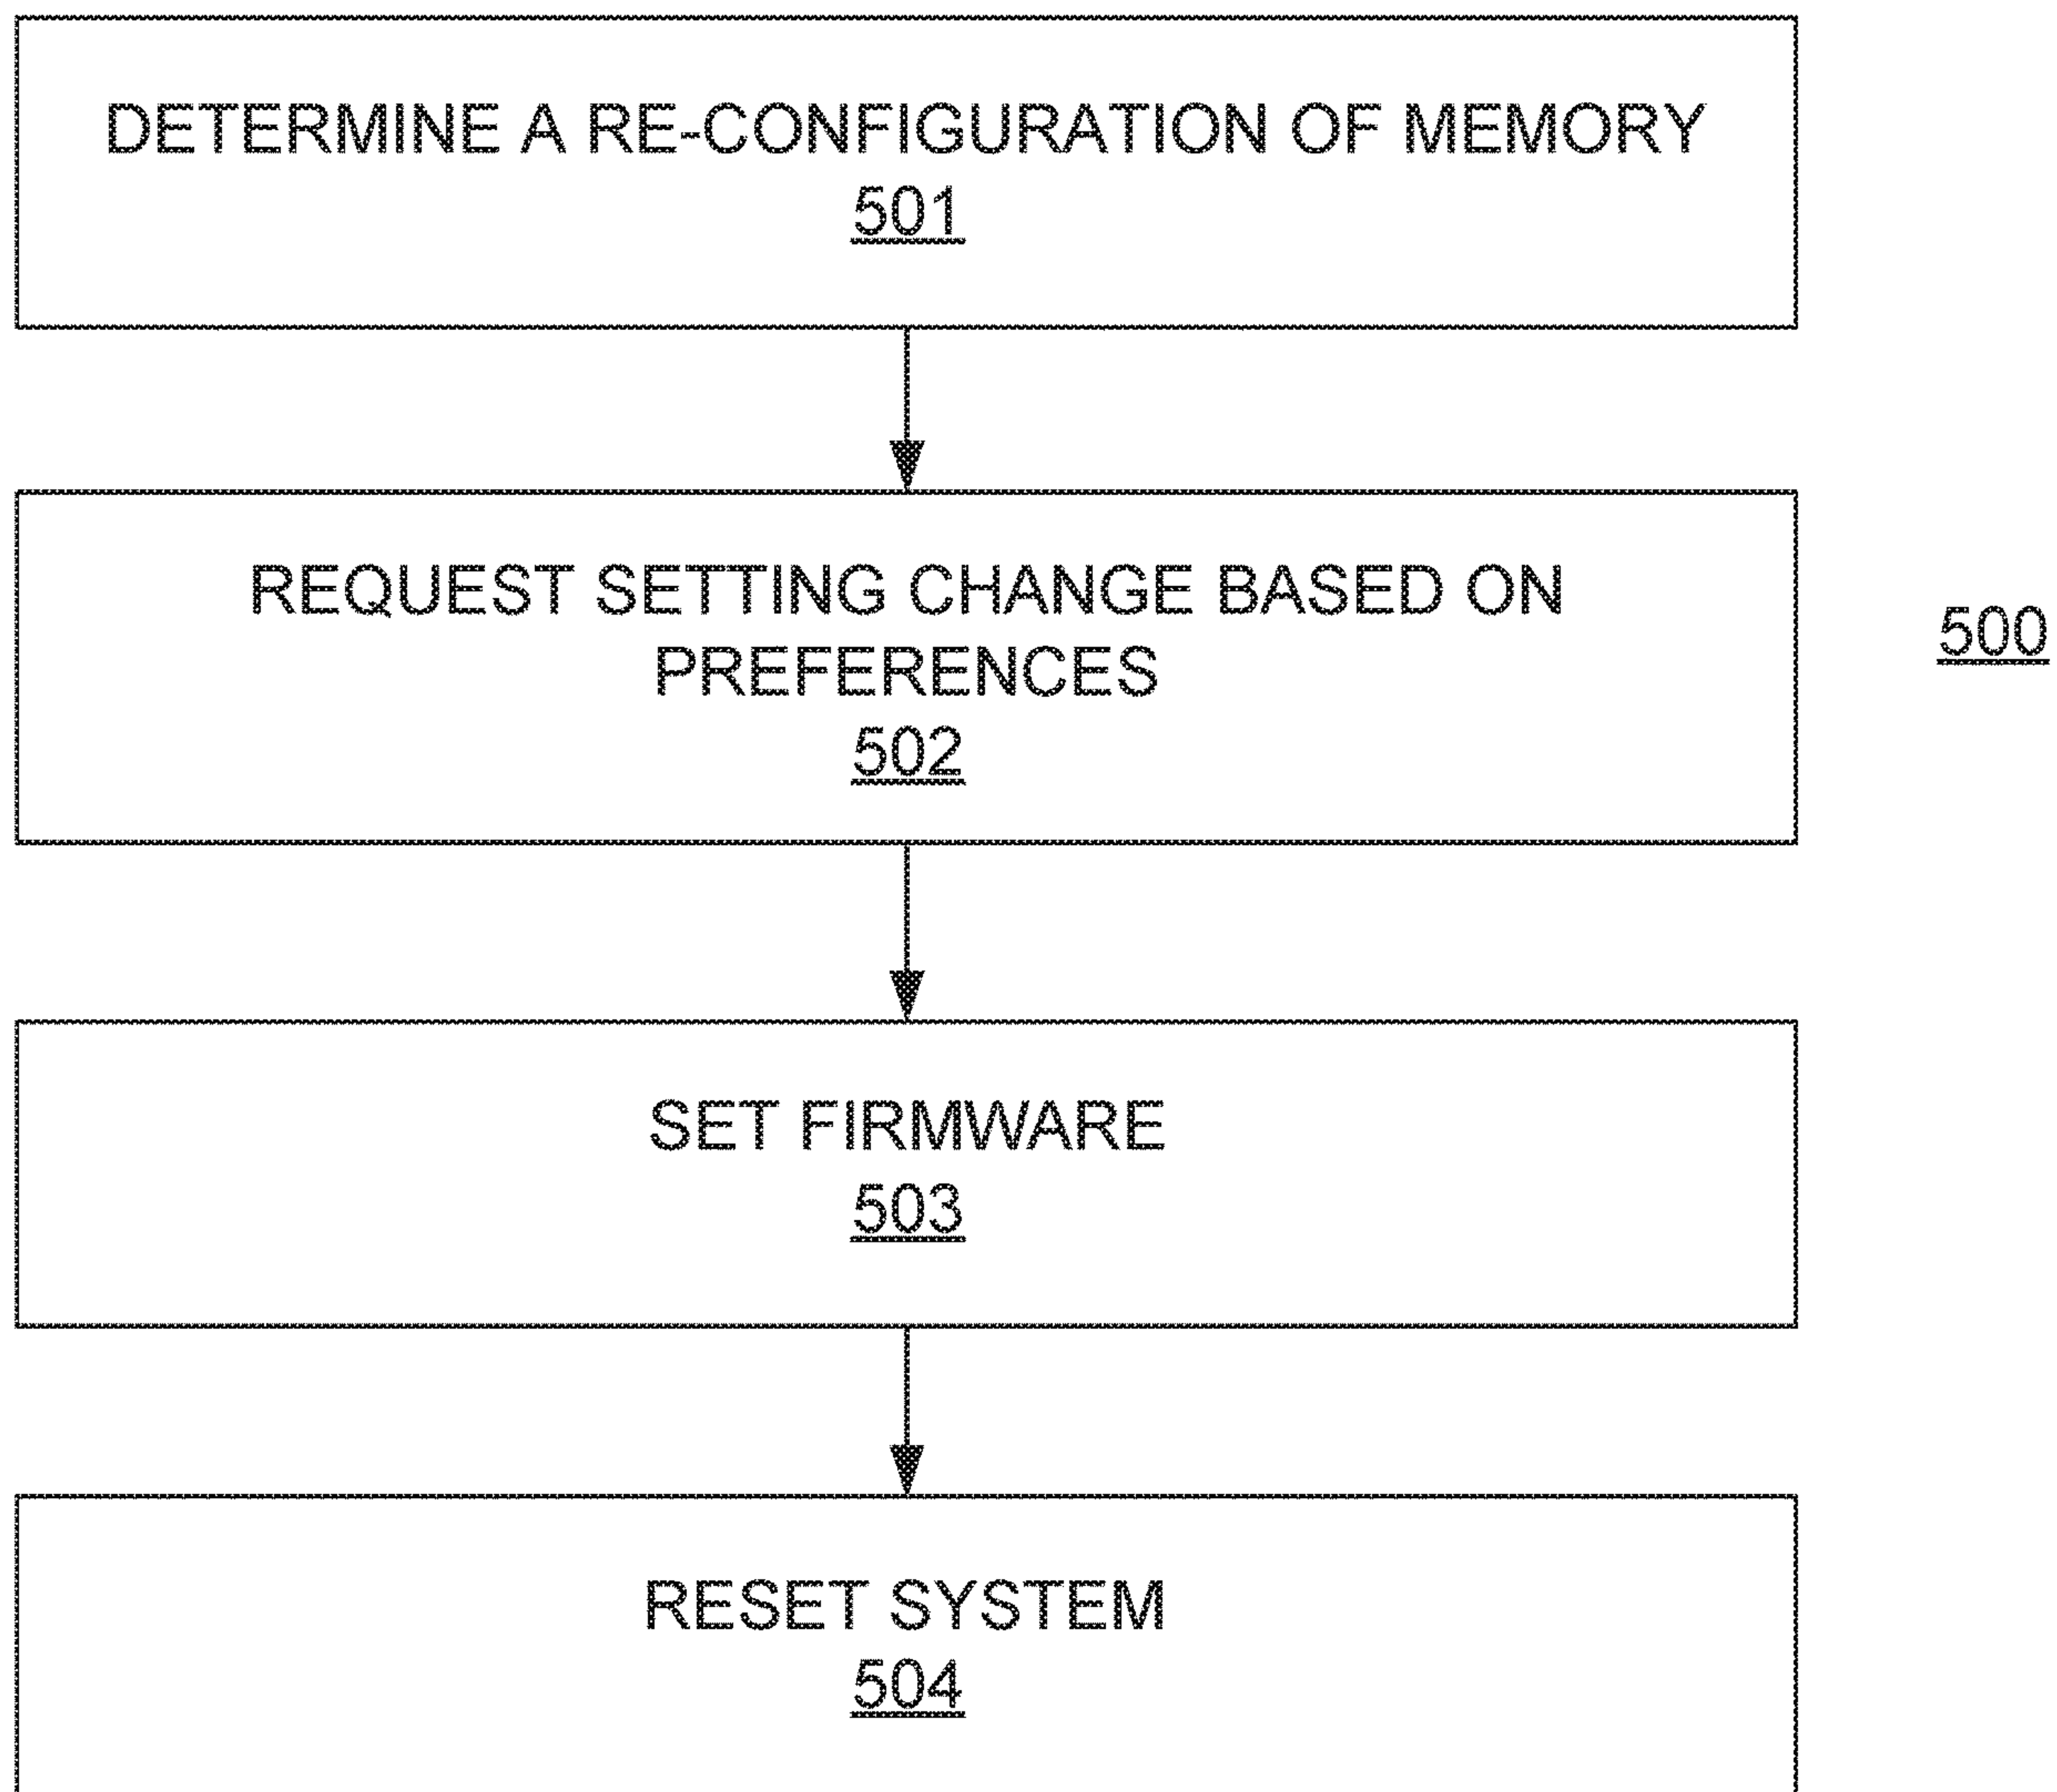 DETERMINE A RE-CONFIGURATION OF MEMORY
501
REQUEST SETTING CHANGE BASED ON
PREFERENCES
502
500
SET FIRMWARE
503
RESET SYSTEM
504